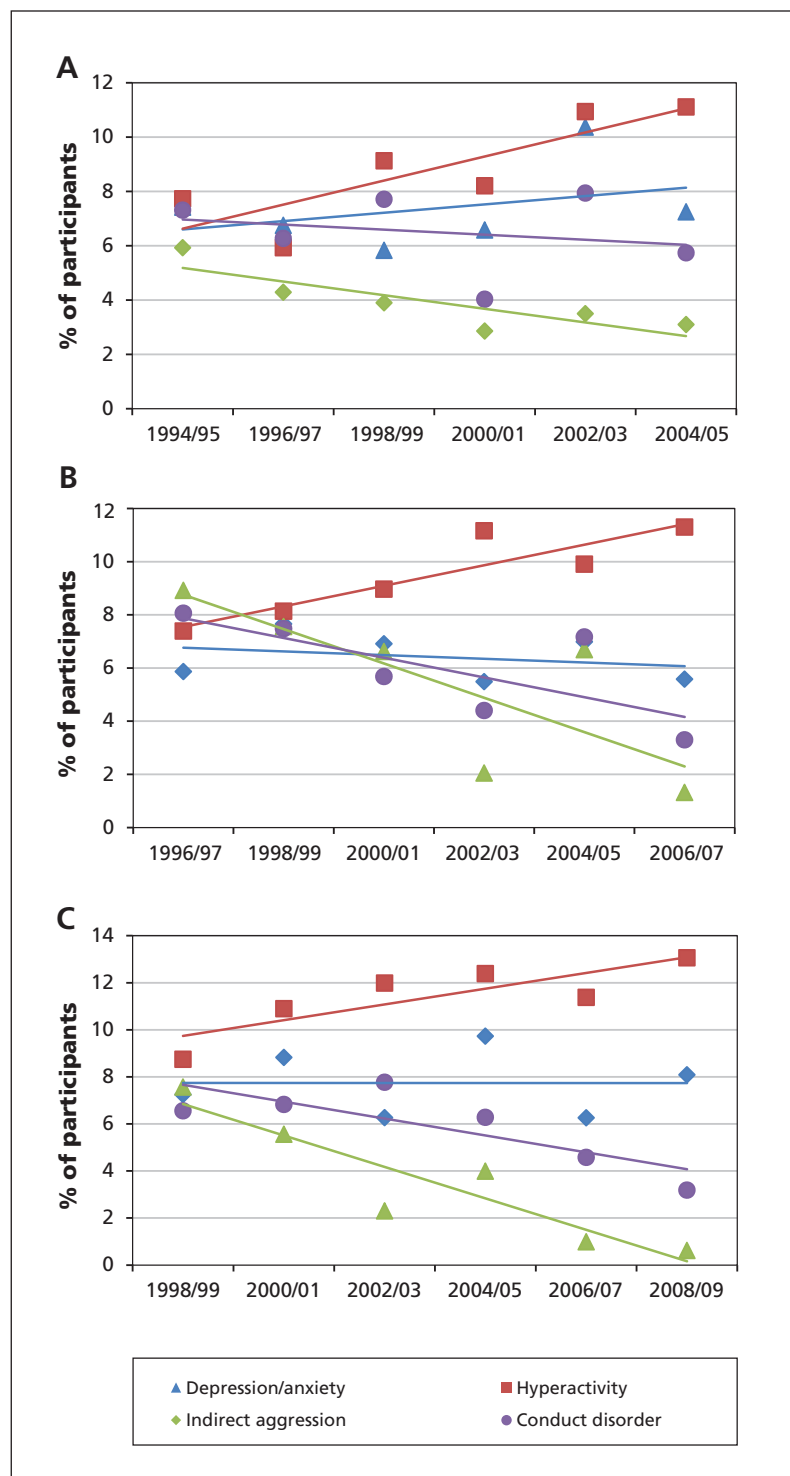 A
% of participants
12
10
8
6
4
2
0
1994/95 1996/97 1998/99 2000/01 2002/03 2004/05
B
% of participants
12
10
8
6
4
2
0
1996/97 1998/99 2000/01 2002/03 2004/05 2006/07
C
% of participants
14
12
10
8
6
4
2
0
1998/99 2000/01 2002/03 2004/05 2006/07 2008/09
Depression/anxiety Hyperactivity
Indirect aggression Conduct disorder